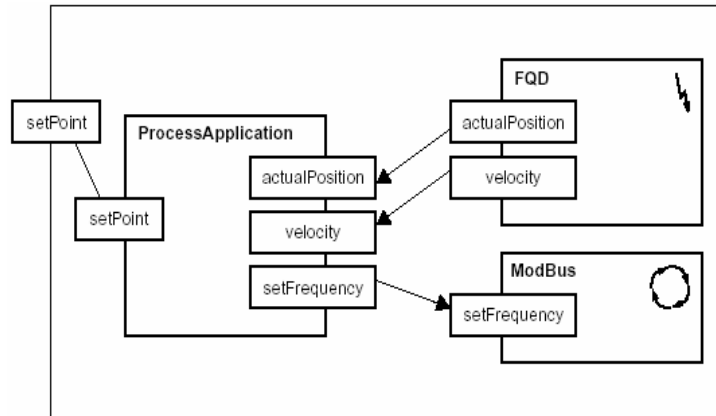 FQD
setPoint
actualPosition
ProcessApplication
actualPosition
velocity
setPoint
velocity
ModBus
setFrequency
setFrequency